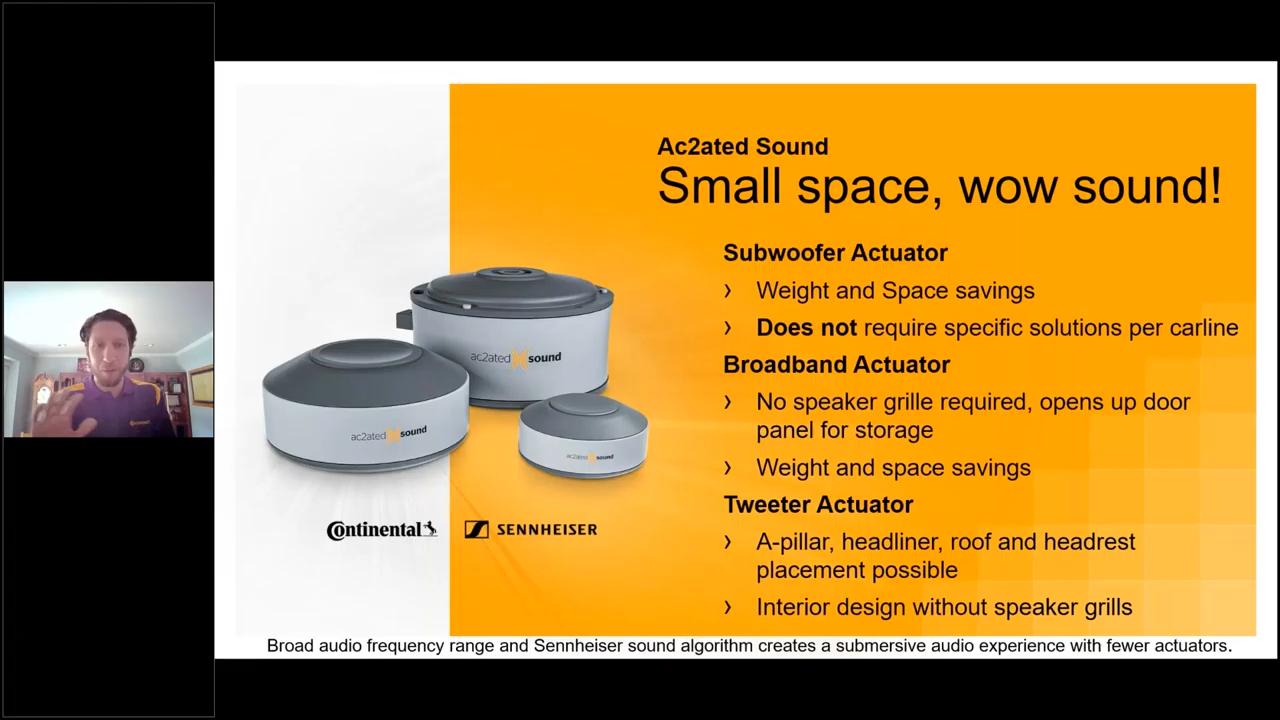 Ac2ated Sound
Small space, wow sound!
Subwoofer Actuator
› Weight and Space savings
› Does not require specific solutions per carline
Broadband Actuator
› No speaker grille required, opens up door
panel for storage
› Weight and space savings
Tweeter Actuator
› A-pillar, headliner, roof and headrest
placement possible
› Interior design without speaker grills
ac2ated sound
ac2ated sound
ac2ated sound
Continental
SENNHEISER
Broad audio frequency range and Sennheiser sound algorithm creates a submersive audio experience with fewer actuators.